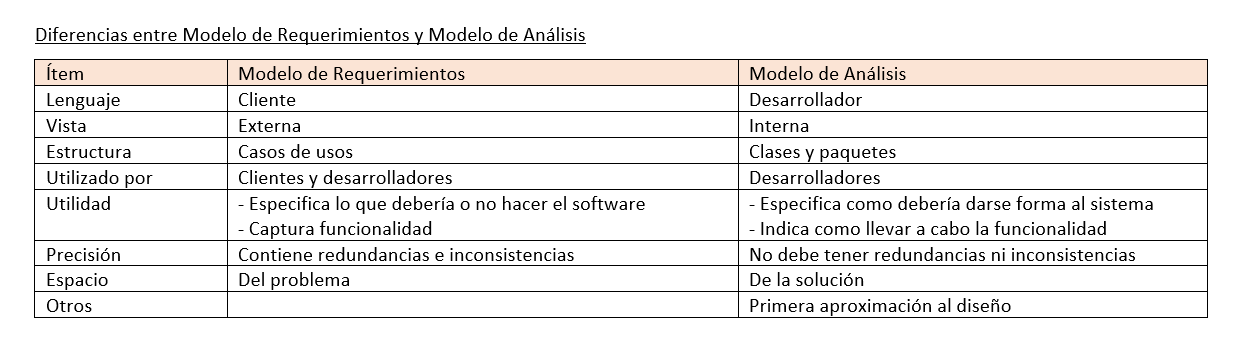 Diferencias entre Modelo de Requerimientos y Modelo de Análisis
Ítem Modelo de Requerimientos Modelo de Análisis
Lenguaje Cliente Desarrollador
Vista Externa Interna
Estructura Casos de usos Clases y paquetes
Utilizado por Clientes y desarrolladores Desarrolladores
Utilidad - Especifica lo que debería o no hacer el software - Especifica como debería darse forma al sistema
- Captura funcionalidad - Indica como llevar a cabo la funcionalidad
Precisión Contiene redundancias e inconsistencias No debe tener redundancias ni inconsistencias
Espacio Del problema De la solución
Otros Primera aproximación al diseño